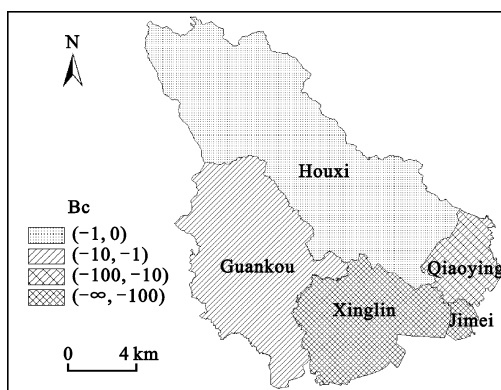 N
Houxi
Bc
(−1, 0)
(−10, −1)
(−100, −10)
(−∞, −100)
Guankou
Qiaoying
Xinglin
Jimei
0 4 km